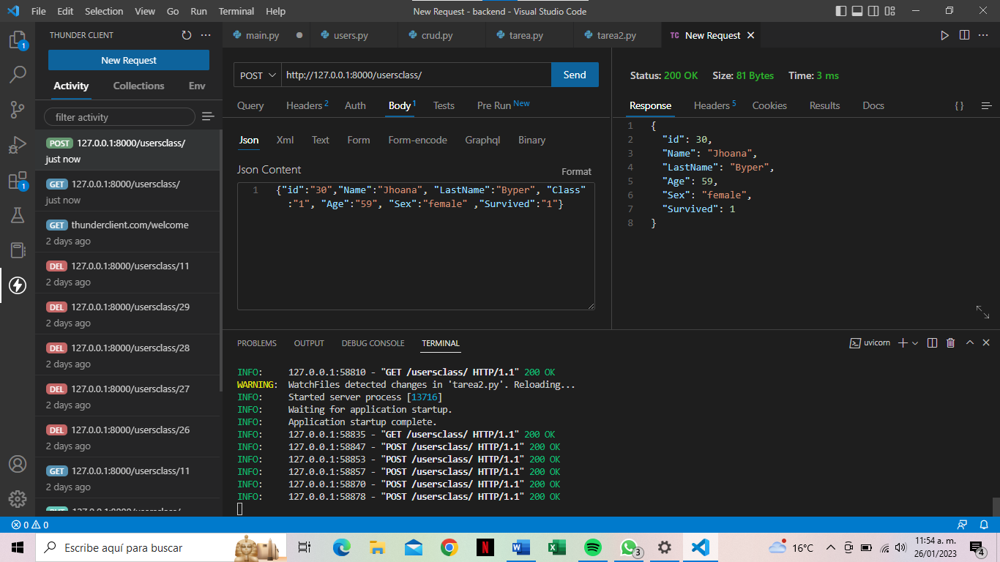 File Edit Selection View Go Run Terminal Help
New Request - backend - Visual Studio Code
THUNDER CLIENT
New Request
Activity Collections Env
filter activity
POST 127.0.0.1:8000/usersclass/
just now
GET 127.0.0.1:8000/usersclass/
just now
GET thunderclient.com/welcome
2 days ago
DEL 127.0.0.1:8000/usersclass/11
2 days ago
DEL 127.0.0.1:8000/usersclass/29
2 days ago
DEL 127.0.0.1:8000/usersclass/28
2 days ago
DEL 127.0.0.1:8000/usersclass/27
2 days ago
DEL 127.0.0.1:8000/usersclass/26
2 days ago
GET 127.0.0.1:8000/usersclass/11
2 days ago
127.0.0.1:8000/usersclass/
1
1
main.py users.py crud.py tarea.py tarea2.py TC New Request
POST http://127.0.0.1:8000/usersclass/ Send
Query Headers 2 Auth Body 1 Tests Pre Run New
Json Xml Text Form Form-encode Graphql Binary
Json Content Format
1 {"id":"30","Name":"Jhoana", "LastName":"Byper", "Class"
:"1", "Age":"59", "Sex":"female" ,"Survived":"1"}
Status: 200 OK Size: 81 Bytes Time: 3 ms
Response Headers 5 Cookies Results Docs { }
1 {
2 "id": 30,
3 "Name": "Jhoana",
4 "LastName": "Byper",
5 "Age": 59,
6 "Sex": "female",
7 "Survived": 1
8 }
PROBLEMS OUTPUT DEBUG CONSOLE TERMINAL uvicorn
INFO: 127.0.0.1:58810 - "GET /usersclass/ HTTP/1.1" 200 OK
WARNING: WatchFiles detected changes in 'tarea2.py'. Reloading...
INFO: Started server process [13716]
INFO: Waiting for application startup.
INFO: Application startup complete.
INFO: 127.0.0.1:58835 - "GET /usersclass/ HTTP/1.1" 200 OK
INFO: 127.0.0.1:58847 - "POST /usersclass/ HTTP/1.1" 200 OK
INFO: 127.0.0.1:58853 - "POST /usersclass/ HTTP/1.1" 200 OK
INFO: 127.0.0.1:58857 - "POST /usersclass/ HTTP/1.1" 200 OK
INFO: 127.0.0.1:58870 - "POST /usersclass/ HTTP/1.1" 200 OK
INFO: 127.0.0.1:58878 - "POST /usersclass/ HTTP/1.1" 200 OK
0 0
Escribe aquí para buscar
3
16°C
11:54 a. m.
26/01/2023
4